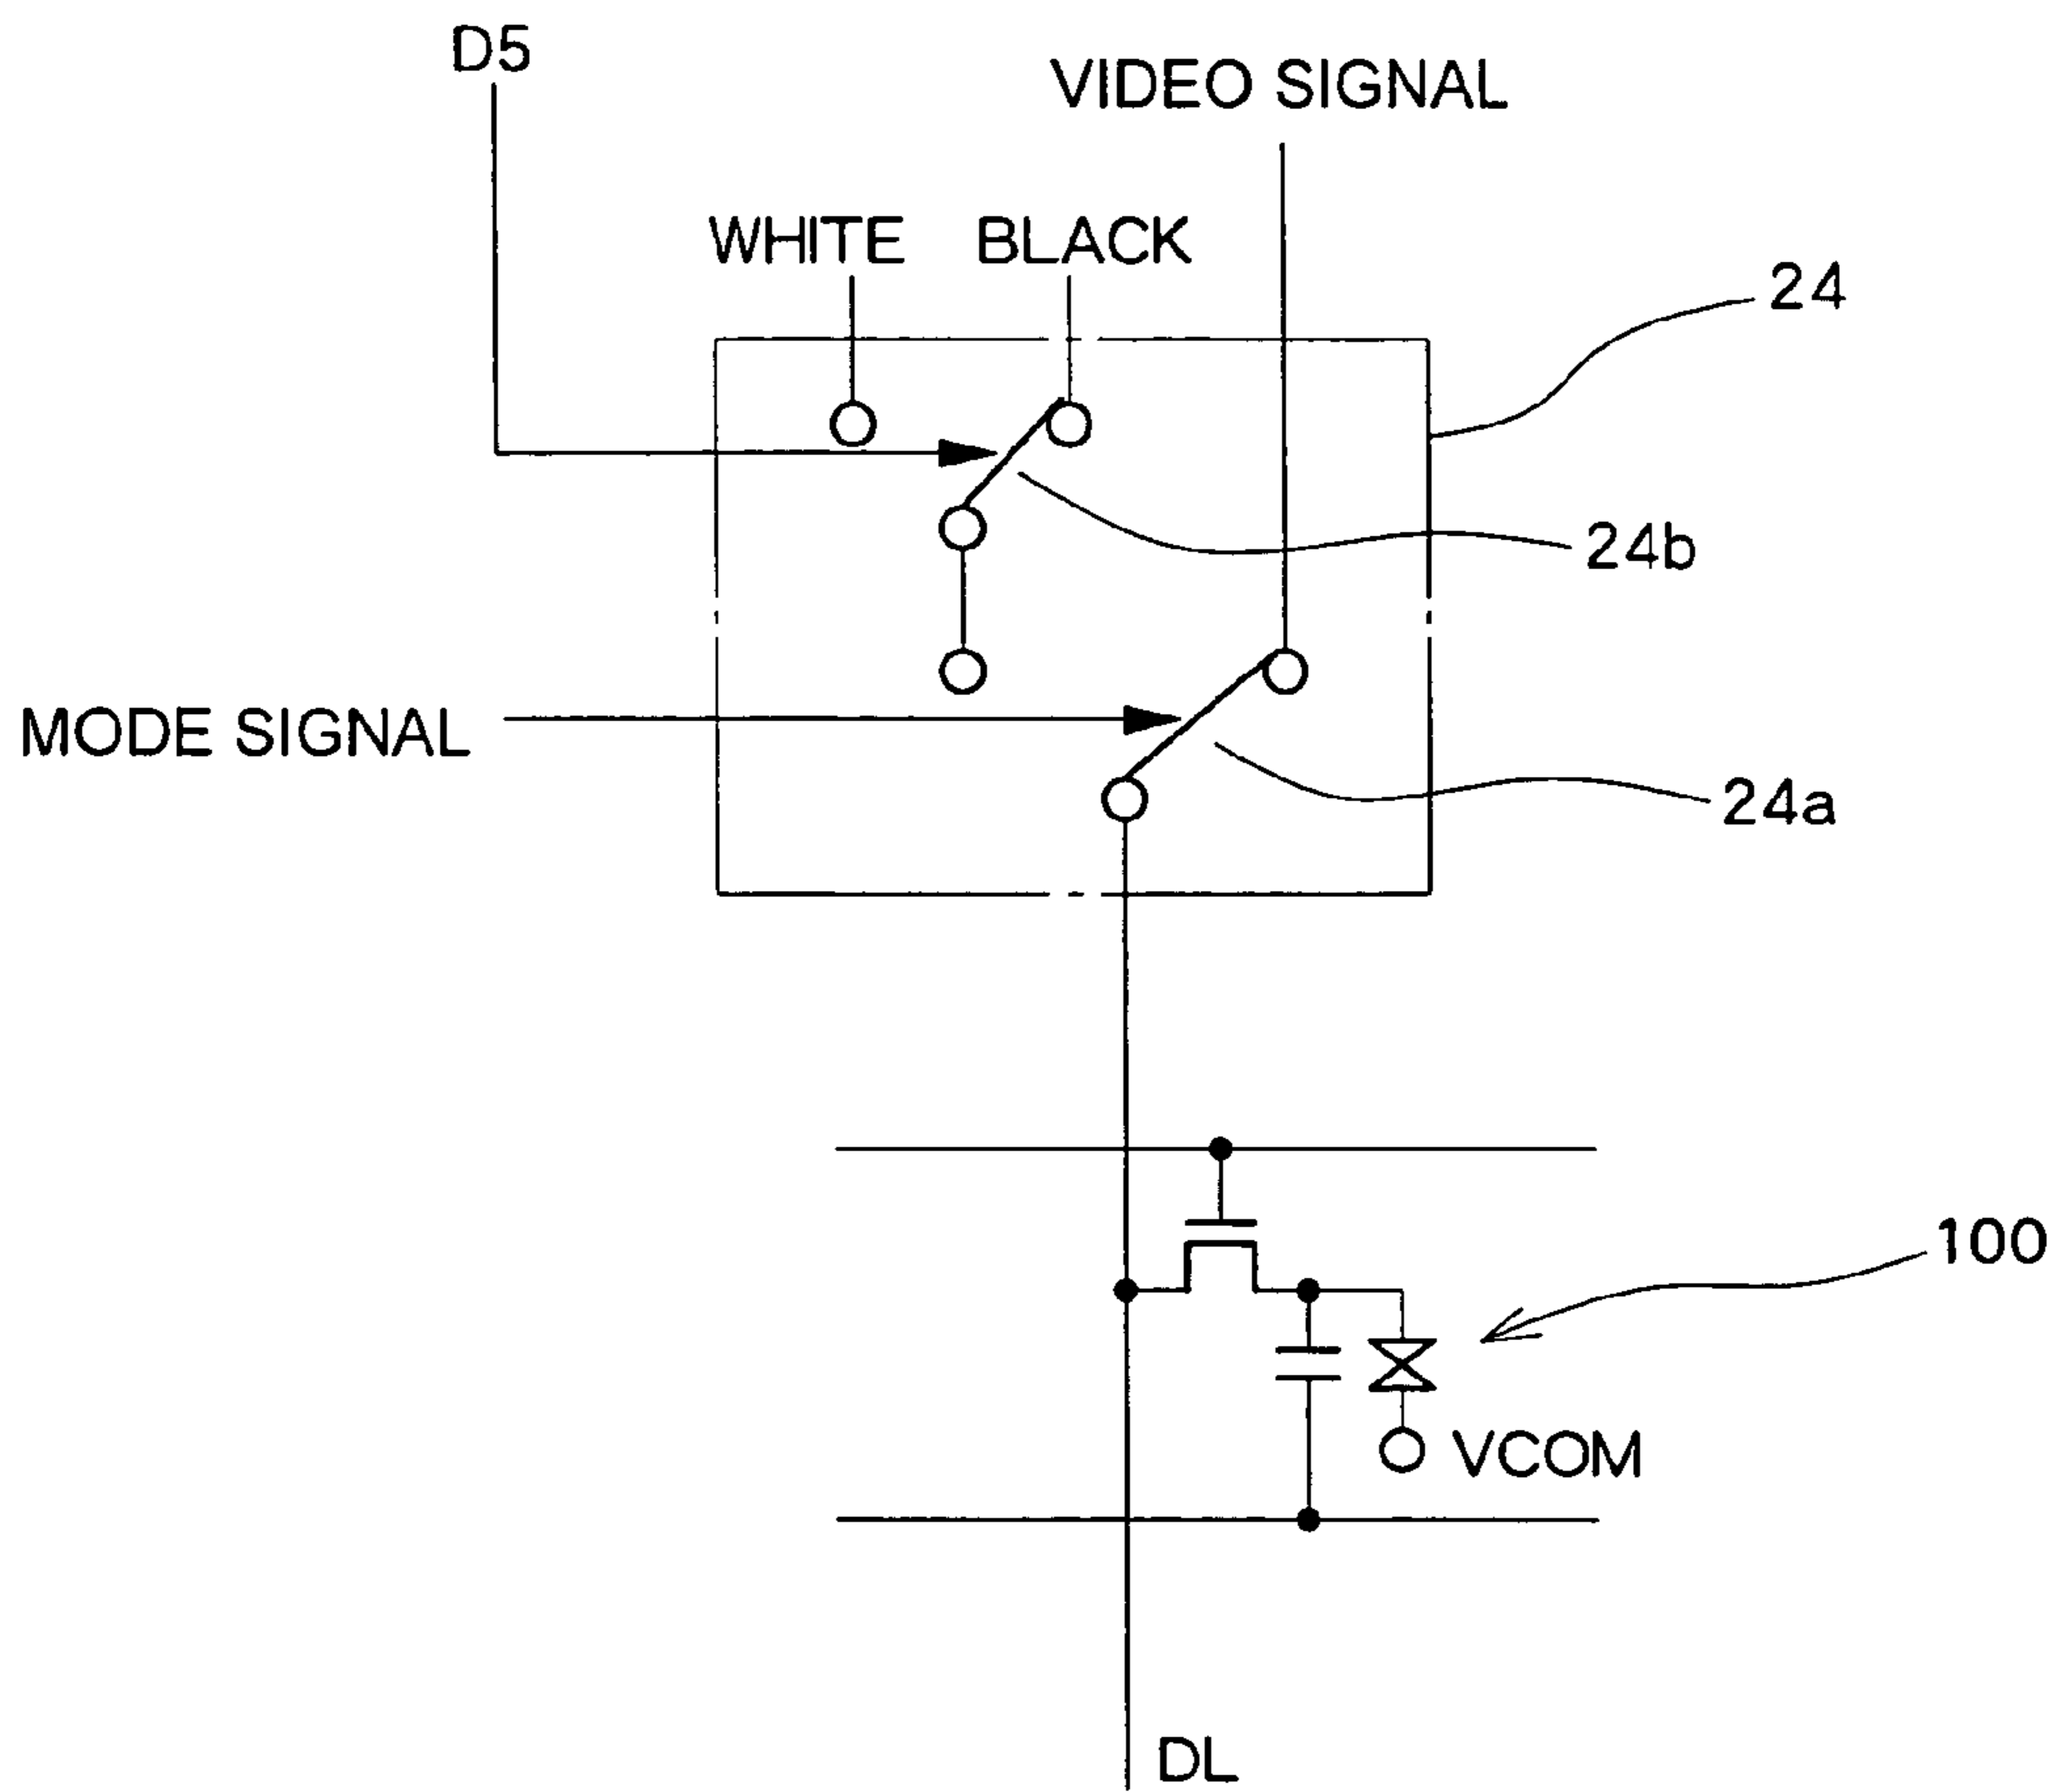 D5
VIDEO SIGNAL
WHITE
BLACK
24
24b
MODE SIGNAL
24a
100
VCOM
DL